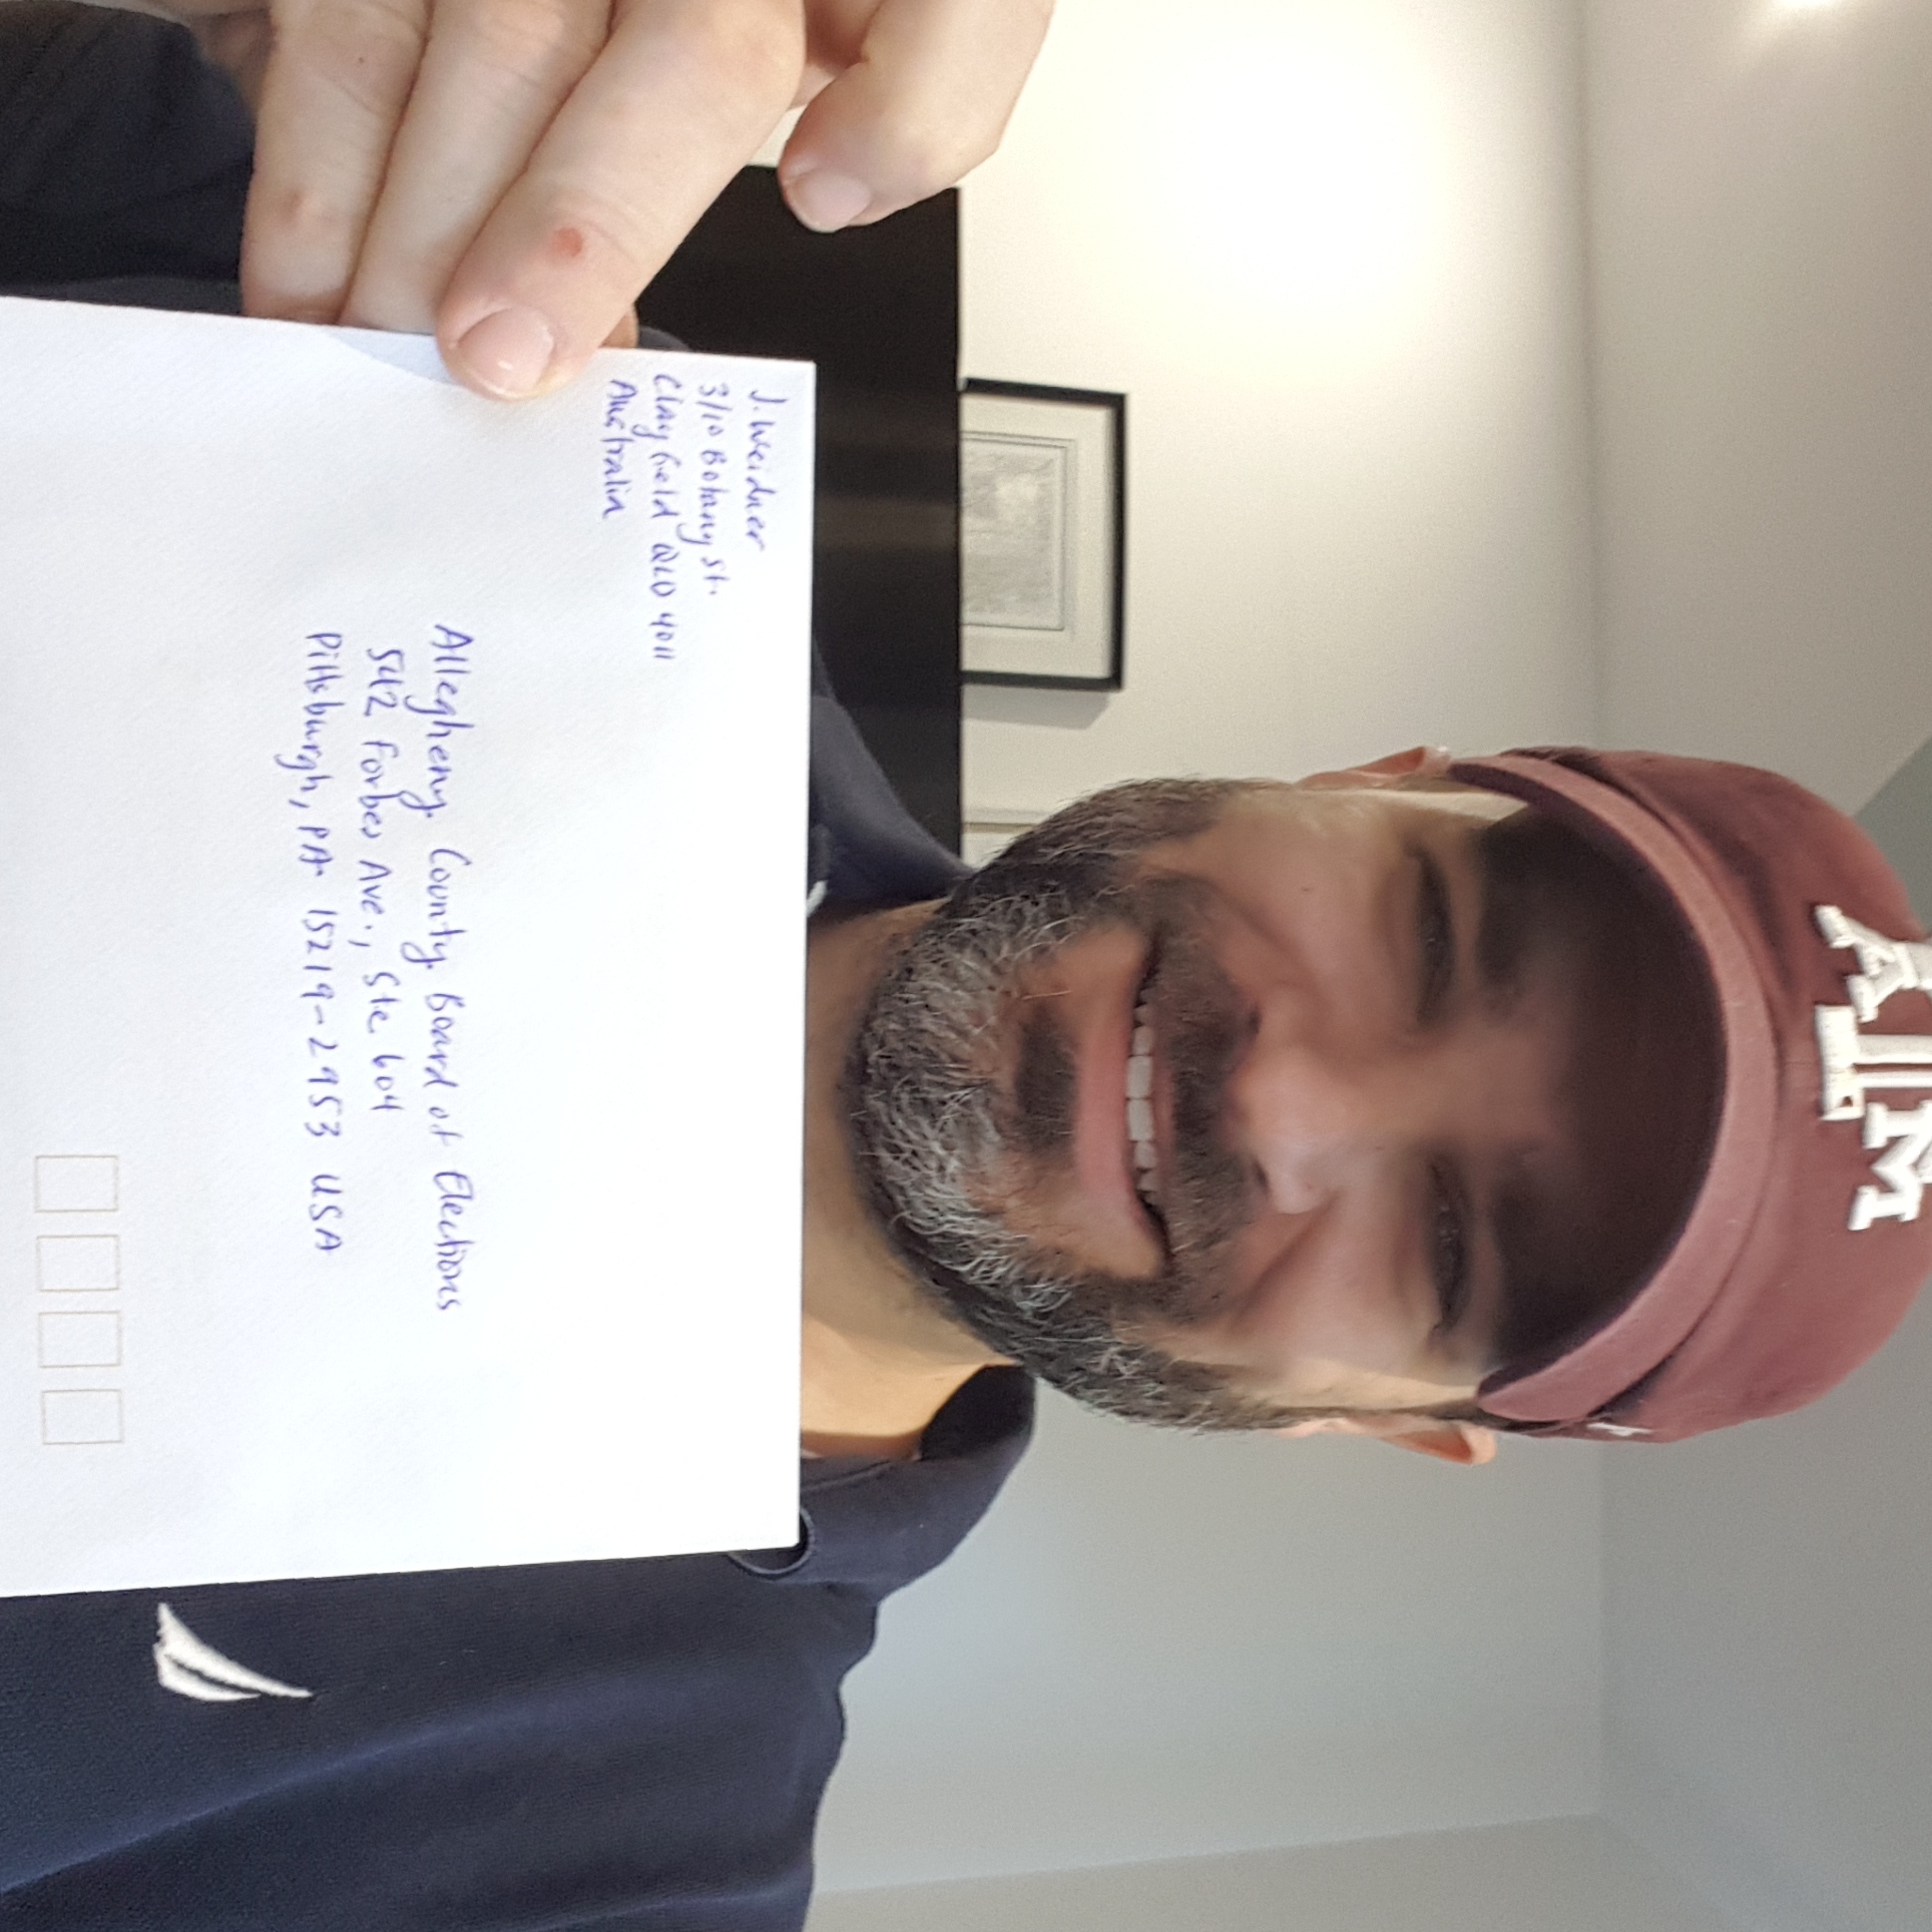 ATM
J. Weidner
3/10 Botany St.
Clayfield QLD 4011
Australia
Allegheny County Board of Elections
542 Forbes Ave., Ste 604
Pittsburgh, PA 15219-2953 USA